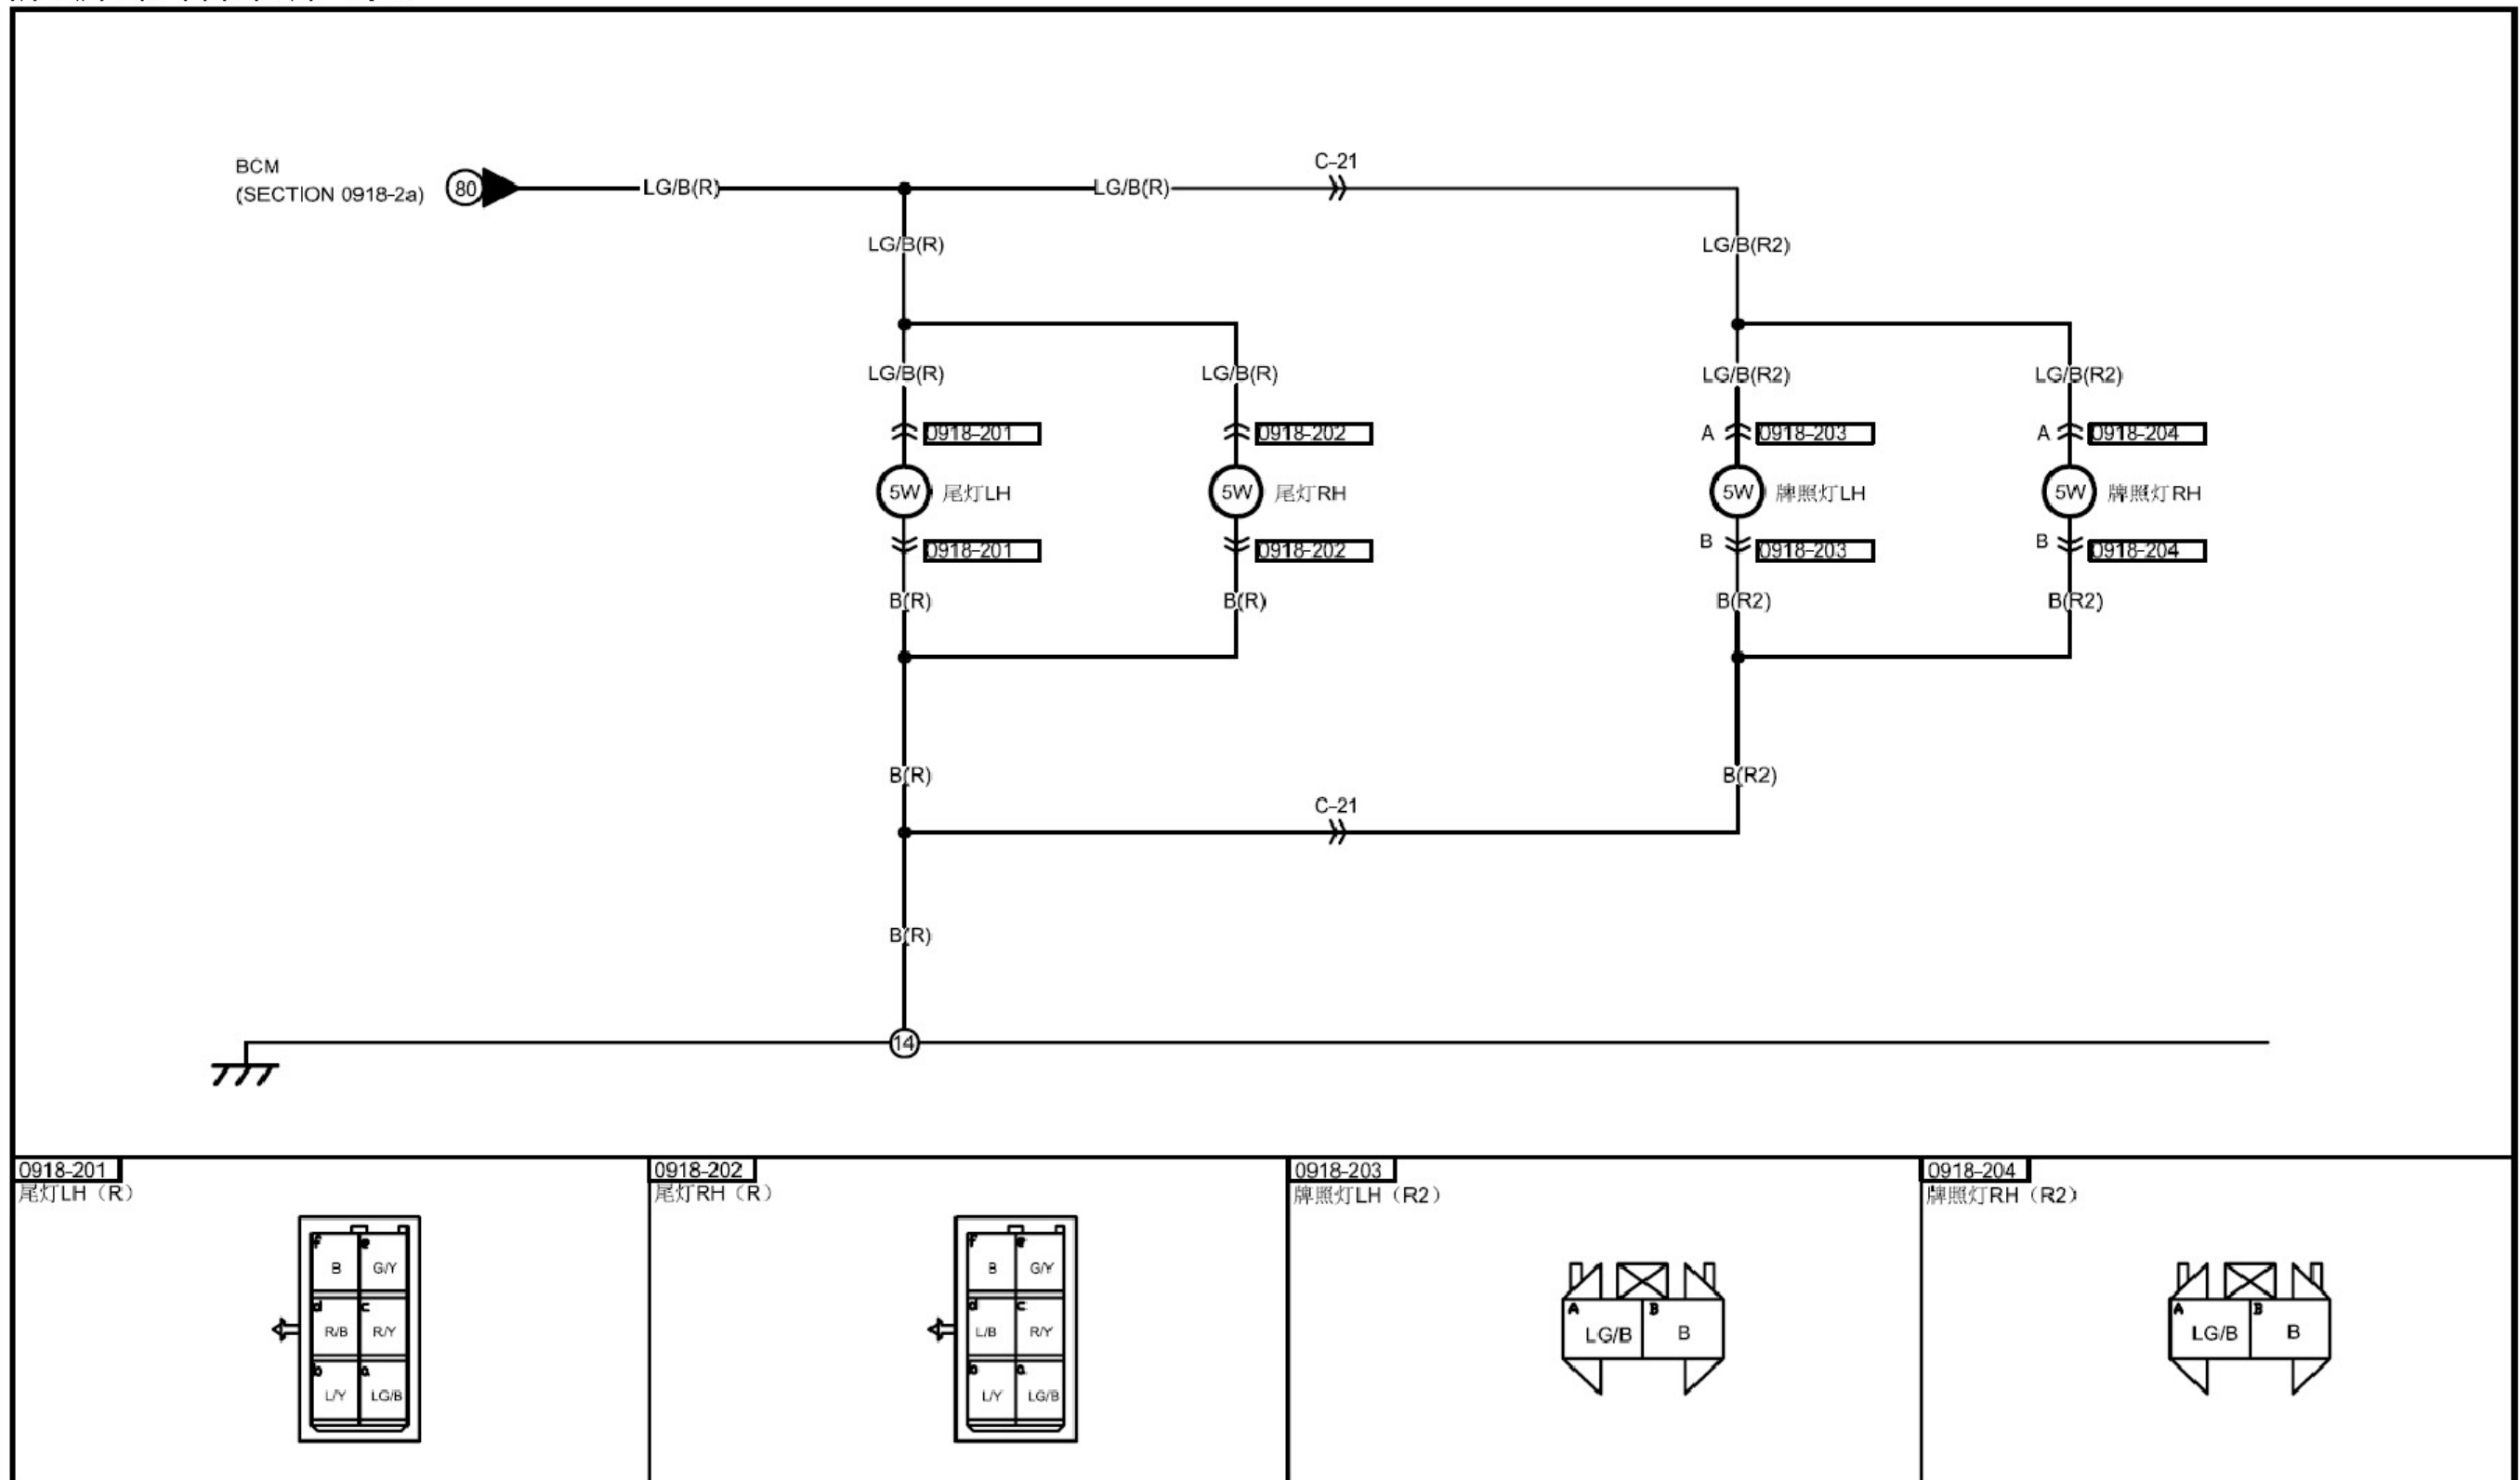 BCM
(SECTION 0918-2a)
80
LG/B(R)
LG/B(R)
C-21
LG/B(R)
LG/B(R2)
LG/B(R)
LG/B(R)
LG/B(R2)
LG/B(R2)
0918-201
0918-202
A
0918-203
A
0918-204
5W
尾灯LH
5W
尾灯RH
5W
牌照灯LH
5W
牌照灯RH
0918-201
0918-202
B
0918-203
B
0918-204
B(R)
B(R)
B(R2)
B(R2)
B(R)
B(R2)
C-21
B(R)
14
0918-201
尾灯LH（R）
f
e
B
G/Y
d
c
R/B
R/Y
b
a
L/Y
LG/B
0918-202
尾灯RH（R）
f
e
B
G/Y
d
c
L/B
R/Y
b
a
L/Y
LG/B
0918-203
牌照灯LH（R2）
A
B
LG/B
B
0918-204
牌照灯RH（R2）
A
B
LG/B
B